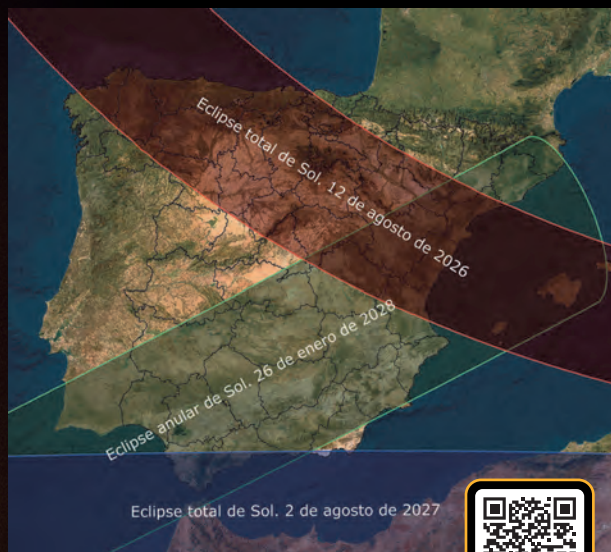 Eclipse total de Sol. 12 de agosto de 2026
Eclipse anular de Sol. 26 de enero de 2028
Eclipse total de Sol. 2 de agosto de 2027